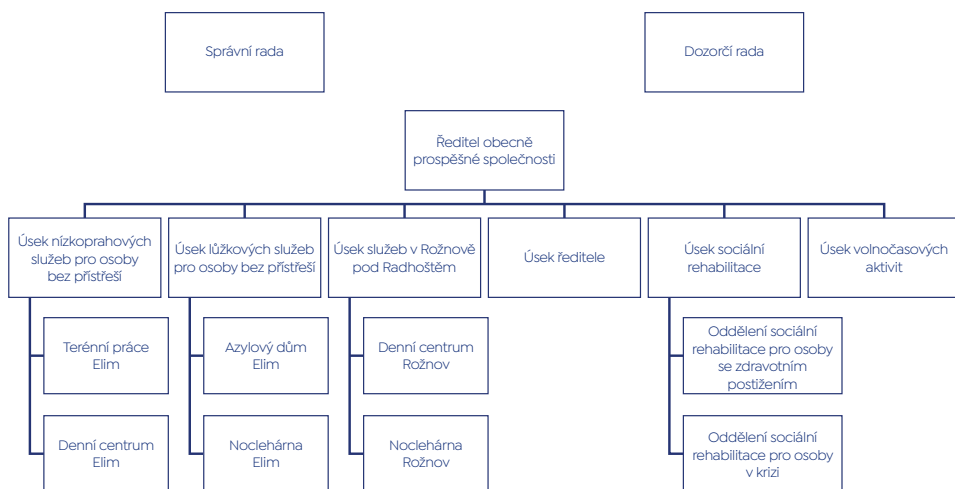 Správní rada
Dozorčí rada
Ředitel obecně
prospěšné společnosti
Úsek nízkoprahových
služeb pro osoby
bez přístřeší
Úsek lůžkových služeb
pro osoby bez přístřeší
Úsek služeb v Rožnově
pod Radhoštěm
Úsek ředitele
Úsek sociální
rehabilitace
Úsek volnočasových
aktivit
Terénní práce
Elim
Azylový dům
Elim
Denní centrum
Rožnov
Oddělení sociální
rehabilitace pro osoby
se zdravotním
postižením
Denní centrum
Elim
Noclehárna
Elim
Noclehárna
Rožnov
Oddělení sociální
rehabilitace pro osoby
v krizi